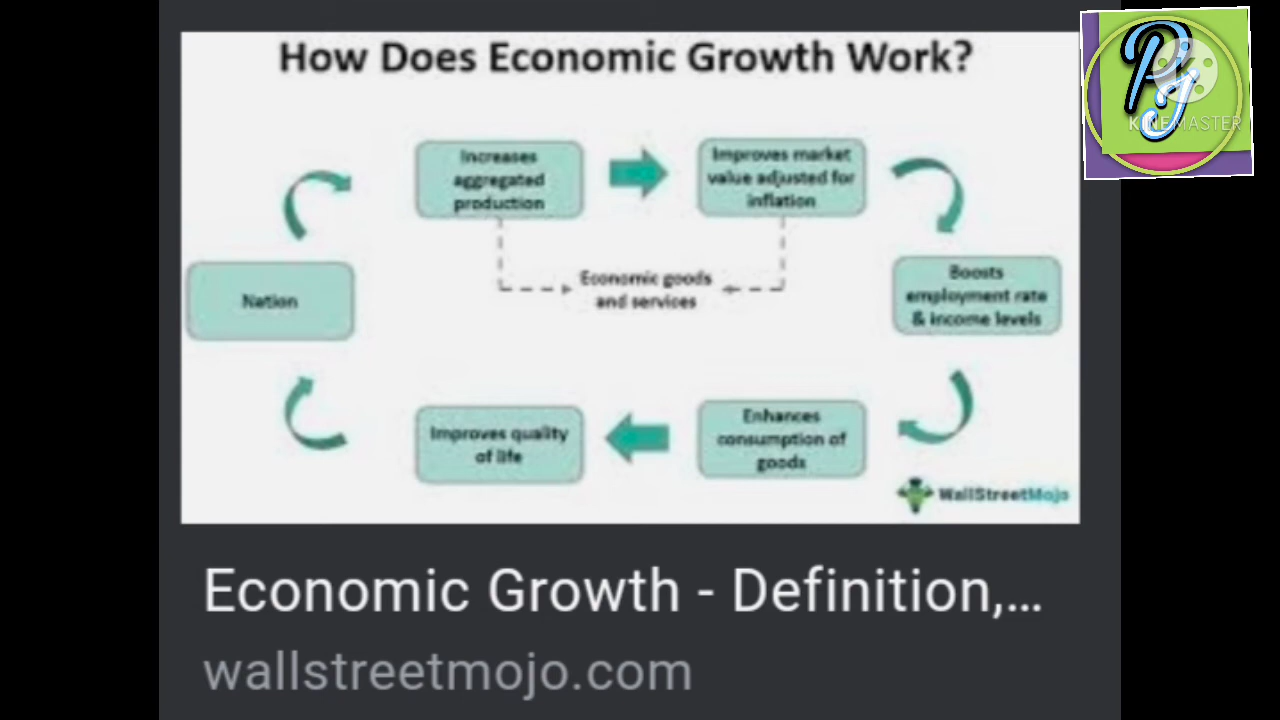 How Does Economic Growth Work?
Increases
aggregated
production
Improves market
value adjusted for
inflation
Economic goods
and services
Nation
Boosts
employment rate
& income levels
Improves quality
of life
Enhances
consumption of
goods
WallStreetMojo
Economic Growth - Definition,...
wallstreetmojo.com
Pj
KINEMASTER